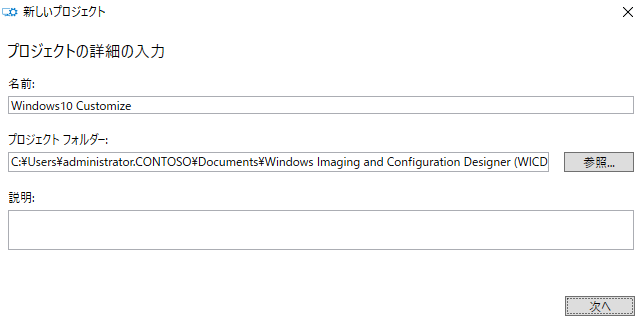 新しいプロジェクト
プロジェクトの詳細の入力
名前:
Windows10 Customize
プロジェクト フォルダー:
C:¥Users¥administrator.CONTOSO¥Documents¥Windows Imaging and Configuration Designer (WICD
参照...
説明:
次へ